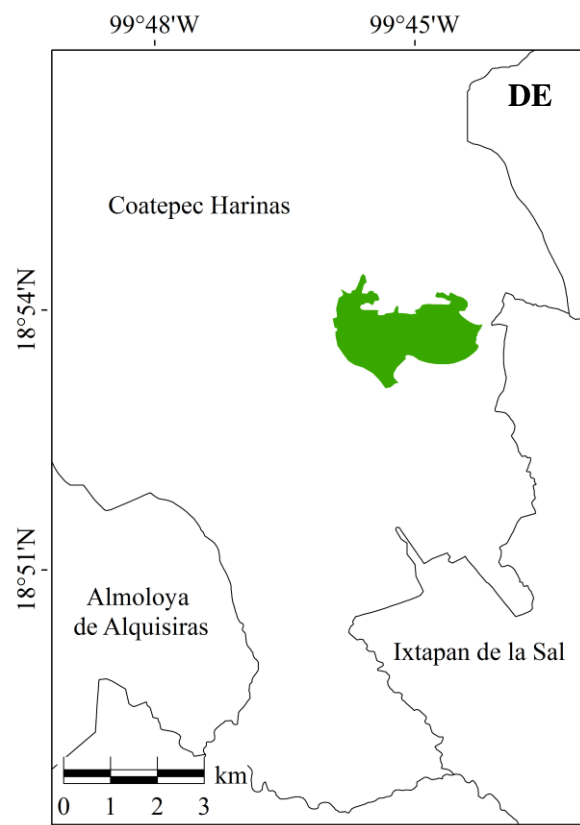 99°48'W 99°45'W
DE
Coatepec Harinas
18°54'N
18°51'N
Almoloya
de Alquisiras
Ixtapan de la Sal
km
0 1 2 3